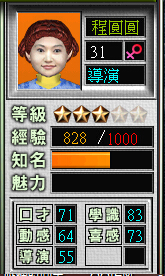 程圓圓
31 ♀
導演
等級
經驗 828 /1000
知名
魅力
口才 71 學識 83
動感 64 喜感 73
導演 55